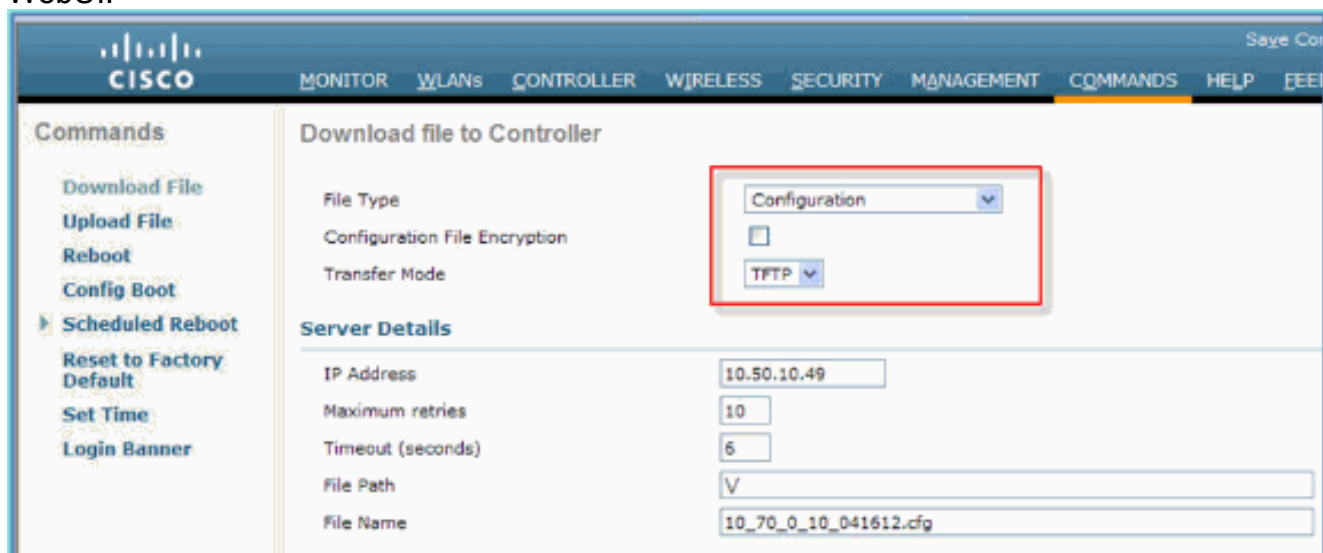 Save Con
CISCO
MONITOR WLANs CONTROLLER WIRELESS SECURITY MANAGEMENT COMMANDS HELP FEE
Commands
Download File
Upload File
Reboot
Config Boot
Scheduled Reboot
Reset to Factory
Default
Set Time
Login Banner
Download file to Controller
File Type Configuration
Configuration File Encryption
Transfer Mode TFTP
Server Details
IP Address 10.50.10.49
Maximum retries 10
Timeout (seconds) 6
File Path \/
File Name 10_70_0_10_041612.cfg